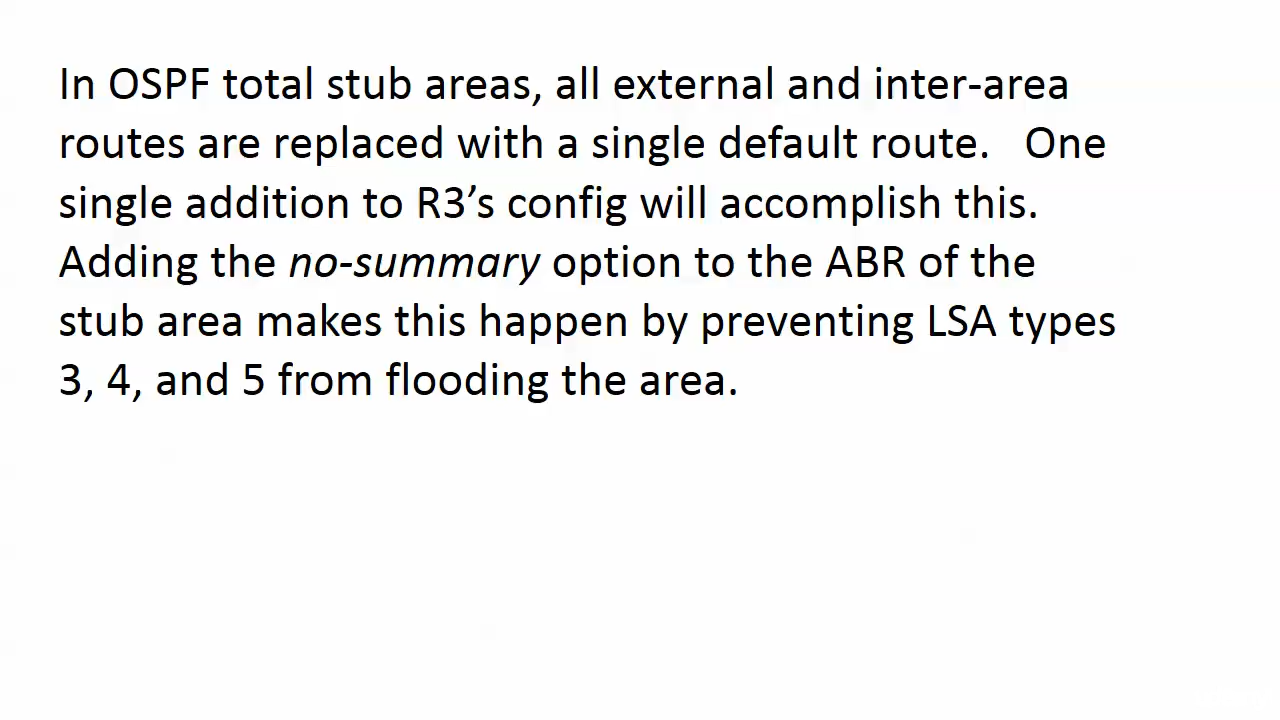 In OSPF total stub areas, all external and inter-area
routes are replaced with a single default route.   One
single addition to R3’s config will accomplish this.
Adding the no-summary option to the ABR of the
stub area makes this happen by preventing LSA types
3, 4, and 5 from flooding the area.